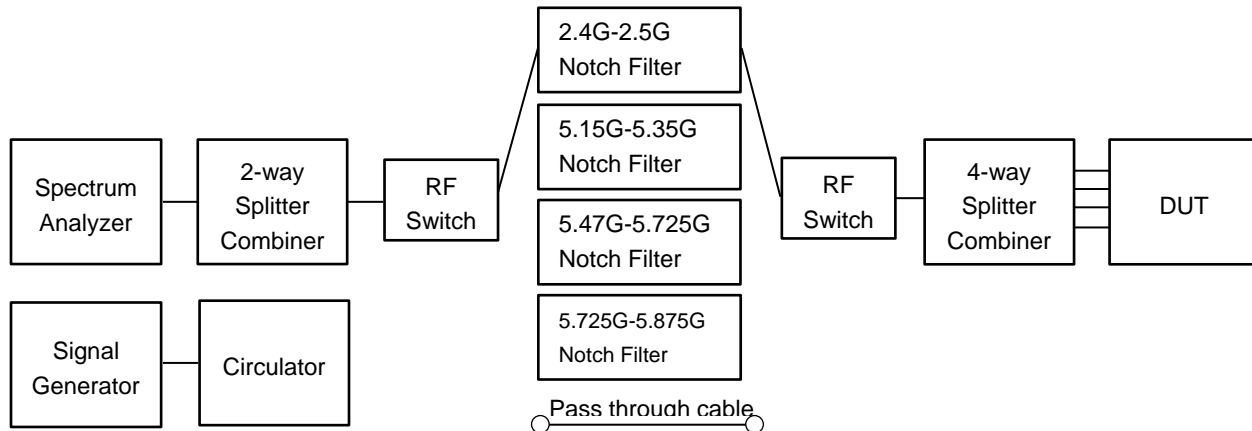 2.4G-2.5G
Notch Filter
5.15G-5.35G
Notch Filter
5.47G-5.725G
Notch Filter
5.725G-5.875G
Notch Filter
Pass through cable
Spectrum
Analyzer
2-way
Splitter
Combiner
RF
Switch
RF
Switch
4-way
Splitter
Combiner
DUT
Signal
Generator
Circulator